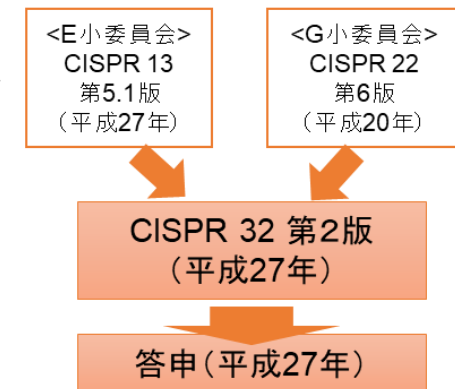 <E小委員会>
CISPR 13
第5.1版
（平成27年）
<G小委員会>
CISPR 22
第6版
（平成20年）
CISPR 32 第2版
（平成27年）
答申（平成27年）